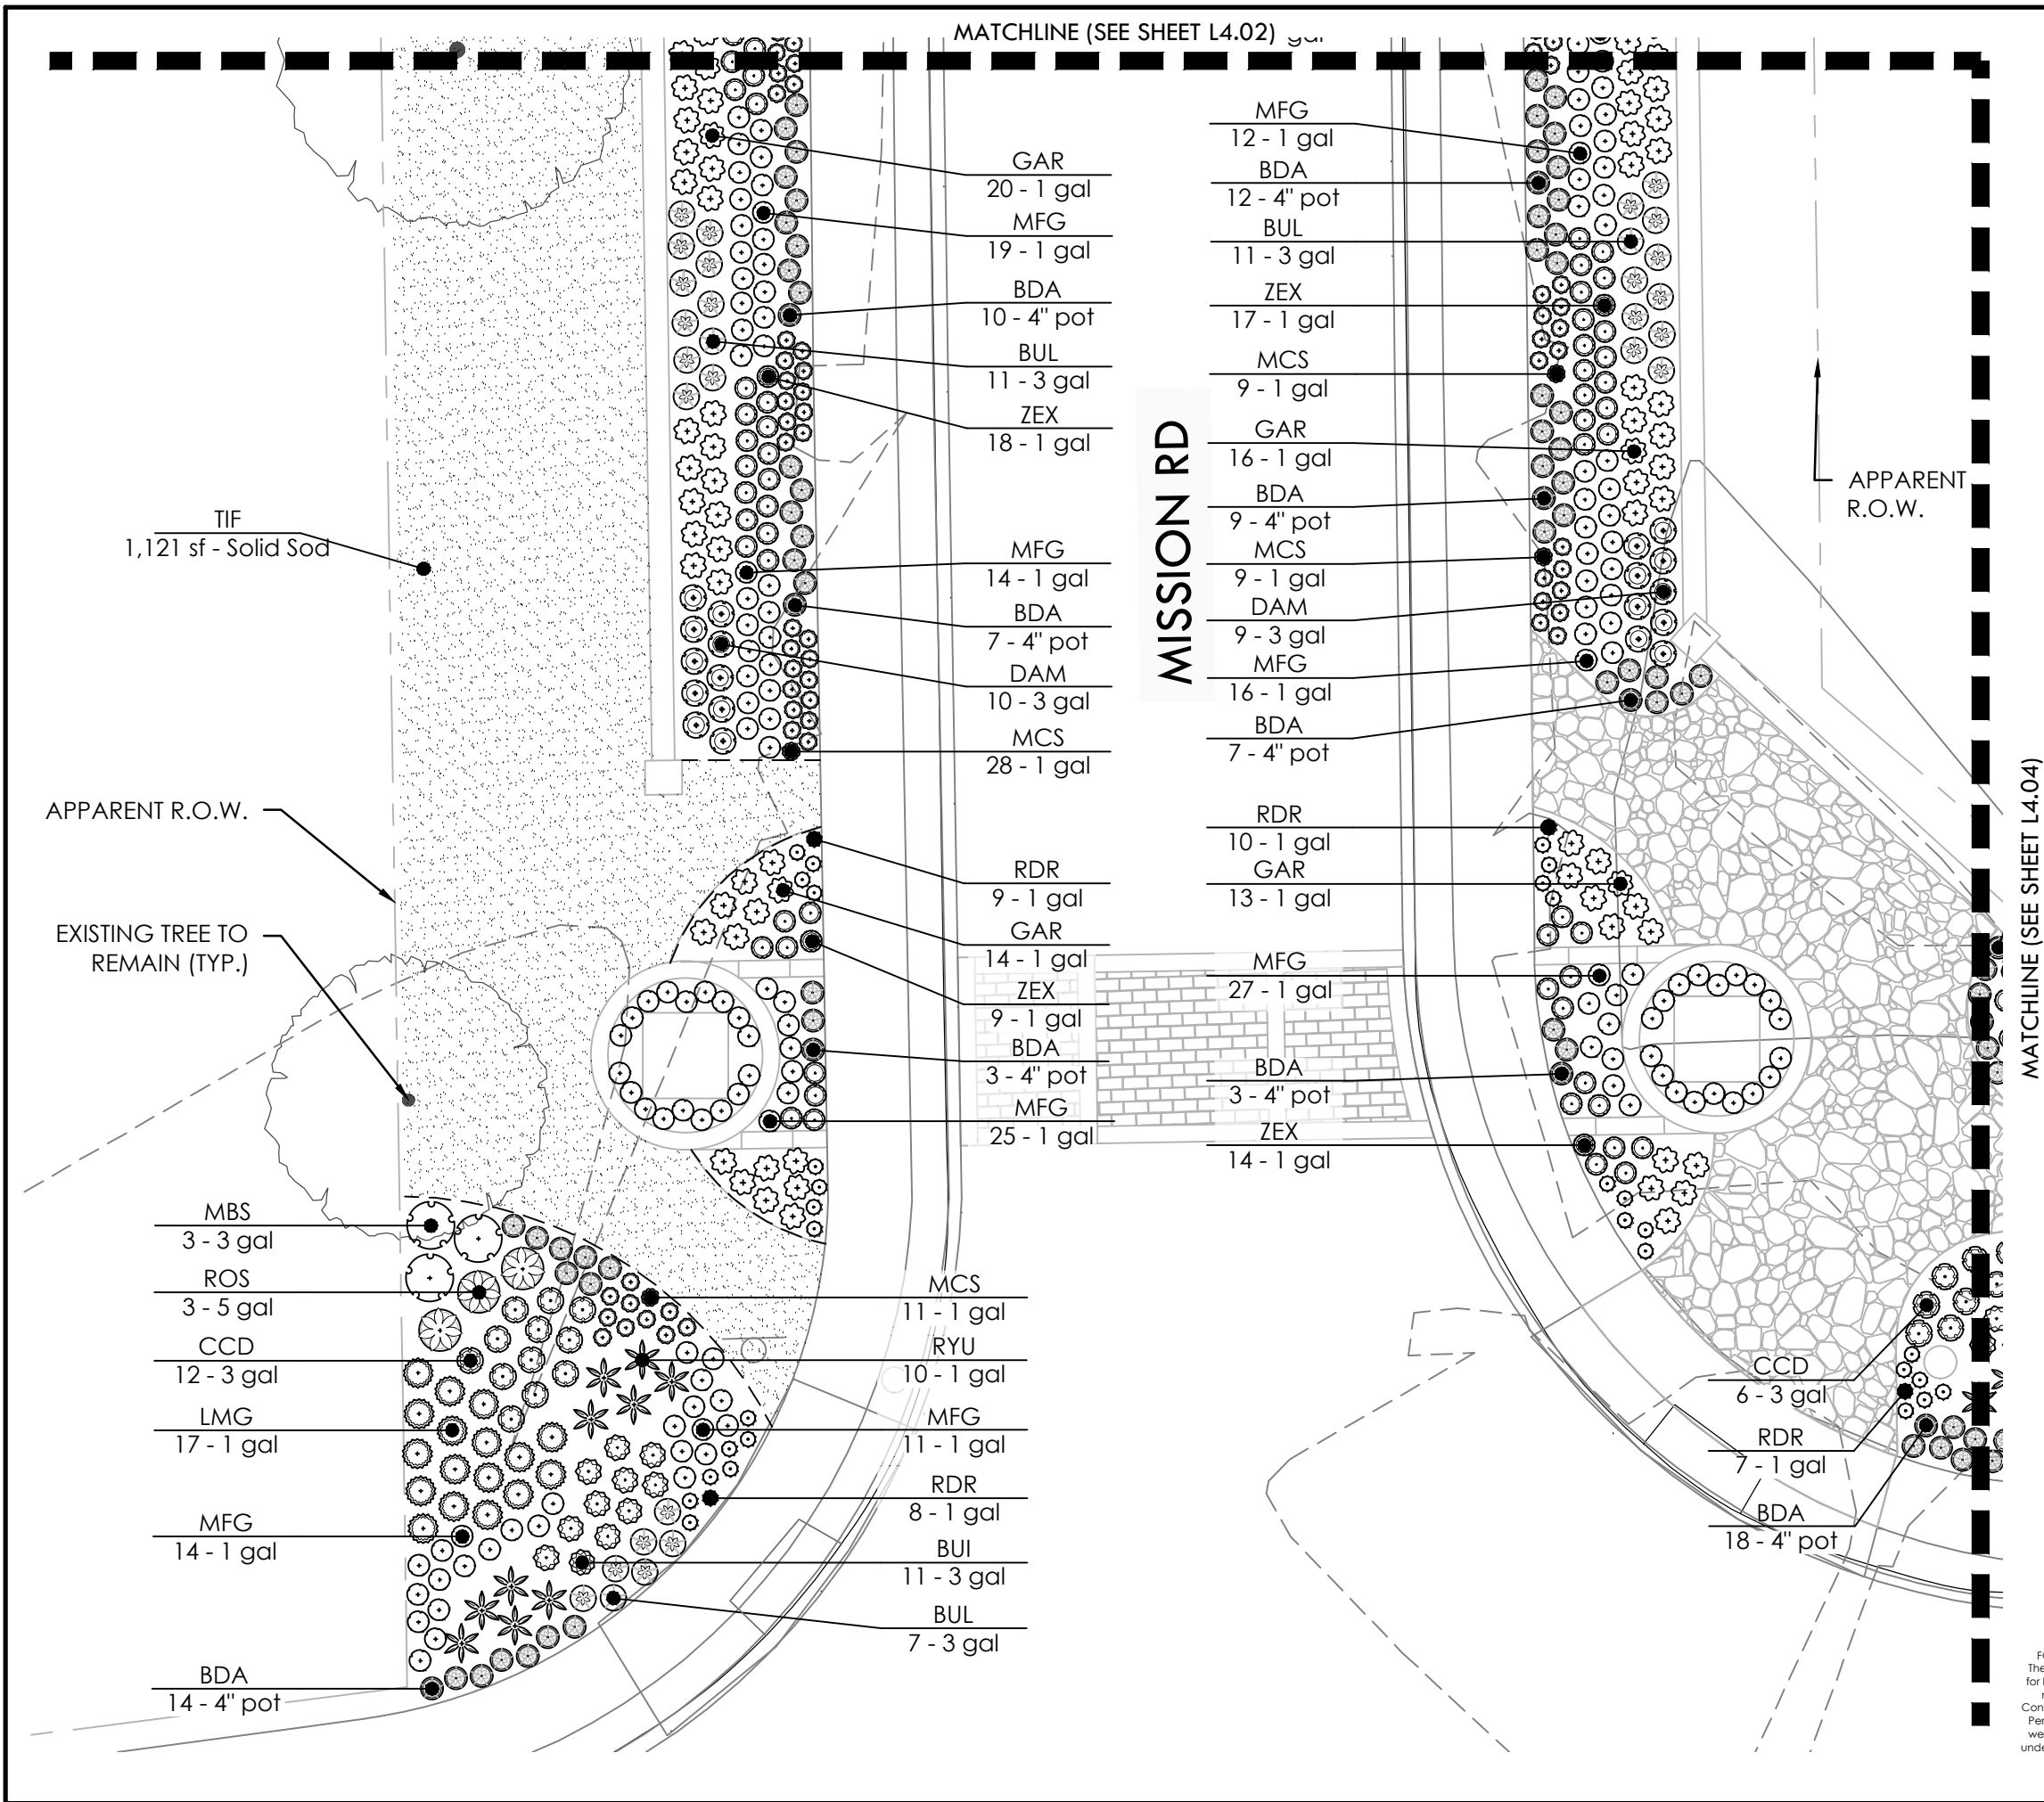 MATCHLINE (SEE SHEET L4.02)
GAR
20 - 1 gal
MFG
19 - 1 gal
BDA
10 - 4" pot
BUL
11 - 3 gal
ZEX
18 - 1 gal
MFG
14 - 1 gal
BDA
7 - 4" pot
DAM
10 - 3 gal
MCS
28 - 1 gal
RDR
9 - 1 gal
GAR
14 - 1 gal
ZEX
9 - 1 gal
BDA
3 - 4" pot
MFG
25 - 1 gal
MISSION RD
MFG
12 - 1 gal
BDA
12 - 4" pot
BUL
11 - 3 gal
ZEX
17 - 1 gal
MCS
9 - 1 gal
GAR
16 - 1 gal
BDA
9 - 4" pot
MCS
9 - 1 gal
DAM
9 - 3 gal
MFG
16 - 1 gal
BDA
7 - 4" pot
RDR
10 - 1 gal
GAR
13 - 1 gal
MFG
27 - 1 gal
BDA
3 - 4" pot
ZEX
14 - 1 gal
APPARENT
R.O.W.
TIF
1,121 sf - Solid Sod
APPARENT R.O.W.
EXISTING TREE TO
REMAIN (TYP.)
MBS
3 - 3 gal
ROS
3 - 5 gal
CCD
12 - 3 gal
LMG
17 - 1 gal
MFG
14 - 1 gal
BDA
14 - 4" pot
MCS
11 - 1 gal
RYU
10 - 1 gal
MFG
11 - 1 gal
RDR
8 - 1 gal
BUI
11 - 3 gal
BUL
7 - 3 gal
CCD
6 - 3 gal
RDR
7 - 1 gal
BDA
18 - 4" pot
MATCHLINE (SEE SHEET L4.04)